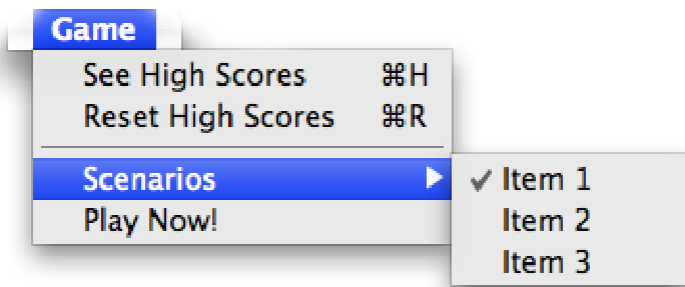 Game
See High Scores ⌘H
Reset High Scores ⌘R
Scenarios
Play Now!
Item 1
Item 2
Item 3